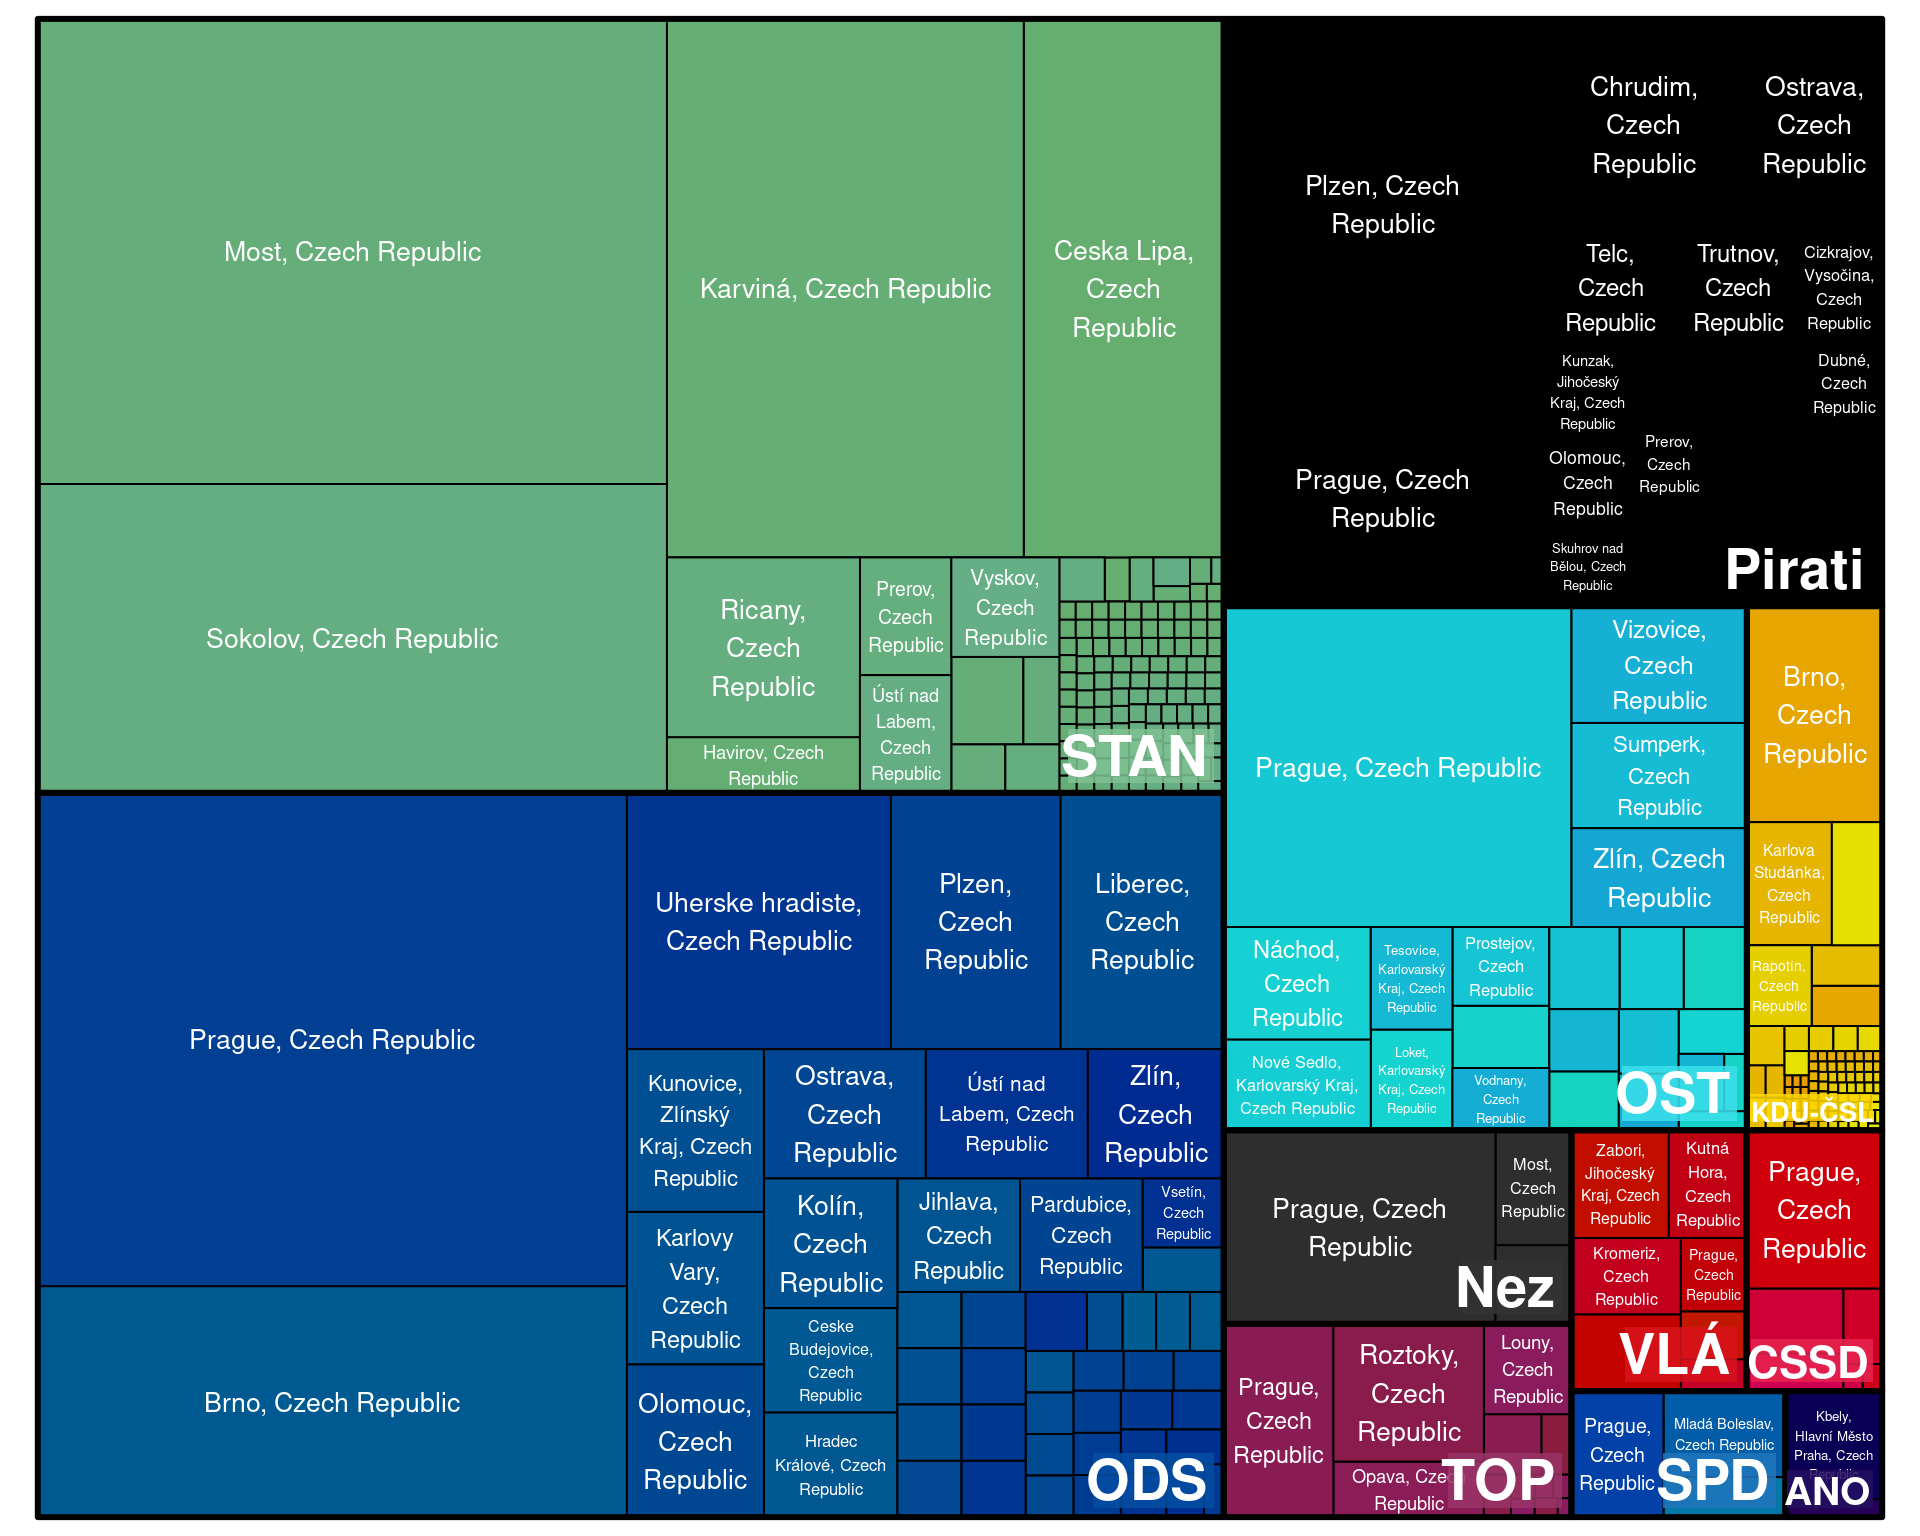 Most, Czech Republic
Sokolov, Czech Republic
Karviná, Czech Republic
Ceska Lipa,
Czech
Republic
Ricany,
Czech
Republic
Havirov, Czech
Republic
Prerov,
Czech
Republic
Ústí nad
Labem,
Czech
Republic
Vyskov,
Czech
Republic
STAN
Prague, Czech Republic
Brno, Czech Republic
Uherske hradiste,
Czech Republic
Plzen,
Czech
Republic
Liberec,
Czech
Republic
Kunovice,
Zlínský
Kraj, Czech
Republic
Karlovy
Vary,
Czech
Republic
Olomouc,
Czech
Republic
Ostrava,
Czech
Republic
Ústí nad
Labem, Czech
Republic
Zlín,
Czech
Republic
Kolín,
Czech
Republic
Ceske
Budejovice,
Czech
Republic
Hradec
Králové, Czech
Republic
Jihlava,
Czech
Republic
Pardubice,
Czech
Republic
Vsetín,
Czech
Republic
ODS
Plzen, Czech
Republic
Prague, Czech
Republic
Chrudim,
Czech
Republic
Ostrava,
Czech
Republic
Telc,
Czech
Republic
Trutnov,
Czech
Republic
Cizkrajov,
Vysočina,
Czech
Republic
Kunzak,
Jihočeský
Kraj, Czech
Republic
Olomouc,
Czech
Republic
Skuhrov nad
Bělou, Czech
Republic
Prerov,
Czech
Republic
Dubné,
Czech
Republic
Pirati
Prague, Czech Republic
Vizovice,
Czech
Republic
Sumperk,
Czech
Republic
Zlín, Czech
Republic
Náchod,
Czech
Republic
Nové Sedlo,
Karlovarský Kraj,
Czech Republic
Tesovice,
Karlovarský
Kraj, Czech
Republic
Loket,
Karlovarský
Kraj, Czech
Republic
Prostejov,
Czech
Republic
Vodnany,
Czech
Republic
OST
Brno,
Czech
Republic
Karlova
Studánka,
Czech
Republic
Rapotín,
Czech
Republic
KDU-ČSL
Prague, Czech
Republic
Most,
Czech
Republic
Nez
Prague,
Czech
Republic
Roztoky,
Czech
Republic
Louny,
Czech
Republic
Opava, Czech
Republic
TOP
Zabori,
Jihočeský
Kraj, Czech
Republic
Kutná
Hora,
Czech
Republic
Kromeriz,
Czech
Republic
Prague,
Czech
Republic
VLÁ
Prague,
Czech
Republic
CSSD
Prague,
Czech
Republic
Mladá Boleslav,
Czech Republic
SPD
Kbely,
Hlavní Město
Praha, Czech
Republic
ANO